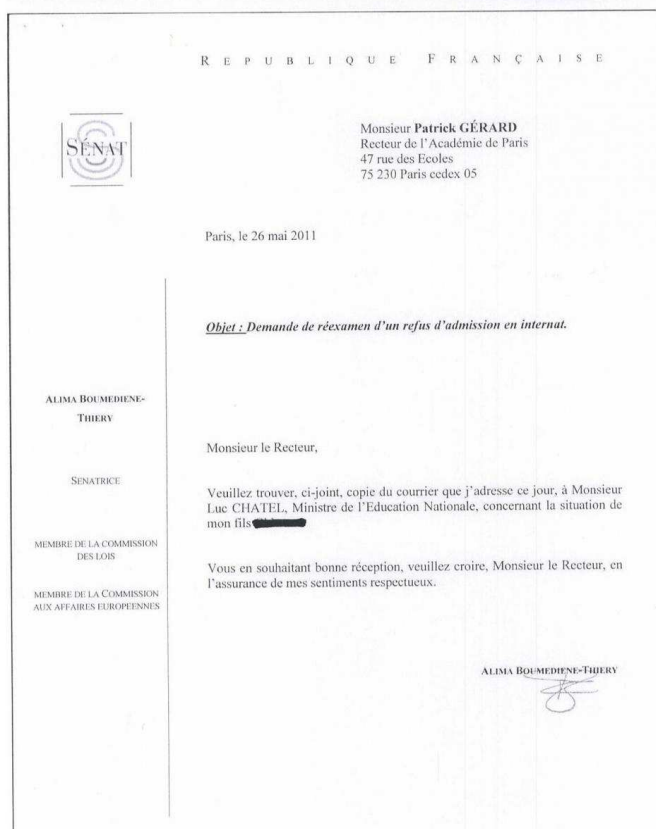 REPUBLIQUE FRANÇAISE
SÉNAT
Monsieur Patrick GÉRARD
Recteur de l'Académie de Paris
47 rue des Ecoles
75 230 Paris cedex 05
Paris, le 26 mai 2011
Objet : Demande de réexamen d'un refus d'admission en internat.
ALIMA BOUMEDIENE-
THIERY
SENATRICE
MEMBRE DE LA COMMISSION
DES LOIS
MEMBRE DE LA COMMISSION
AUX AFFAIRES EUROPEENNES
Monsieur le Recteur,
Veuillez trouver, ci-joint, copie du courrier que j'adresse ce jour, à Monsieur
Luc CHATEL, Ministre de l'Education Nationale, concernant la situation de
mon fils
Vous en souhaitant bonne réception, veuillez croire, Monsieur le Recteur, en
l'assurance de mes sentiments respectueux.
ALIMA BOUMEDIENE-THIERY